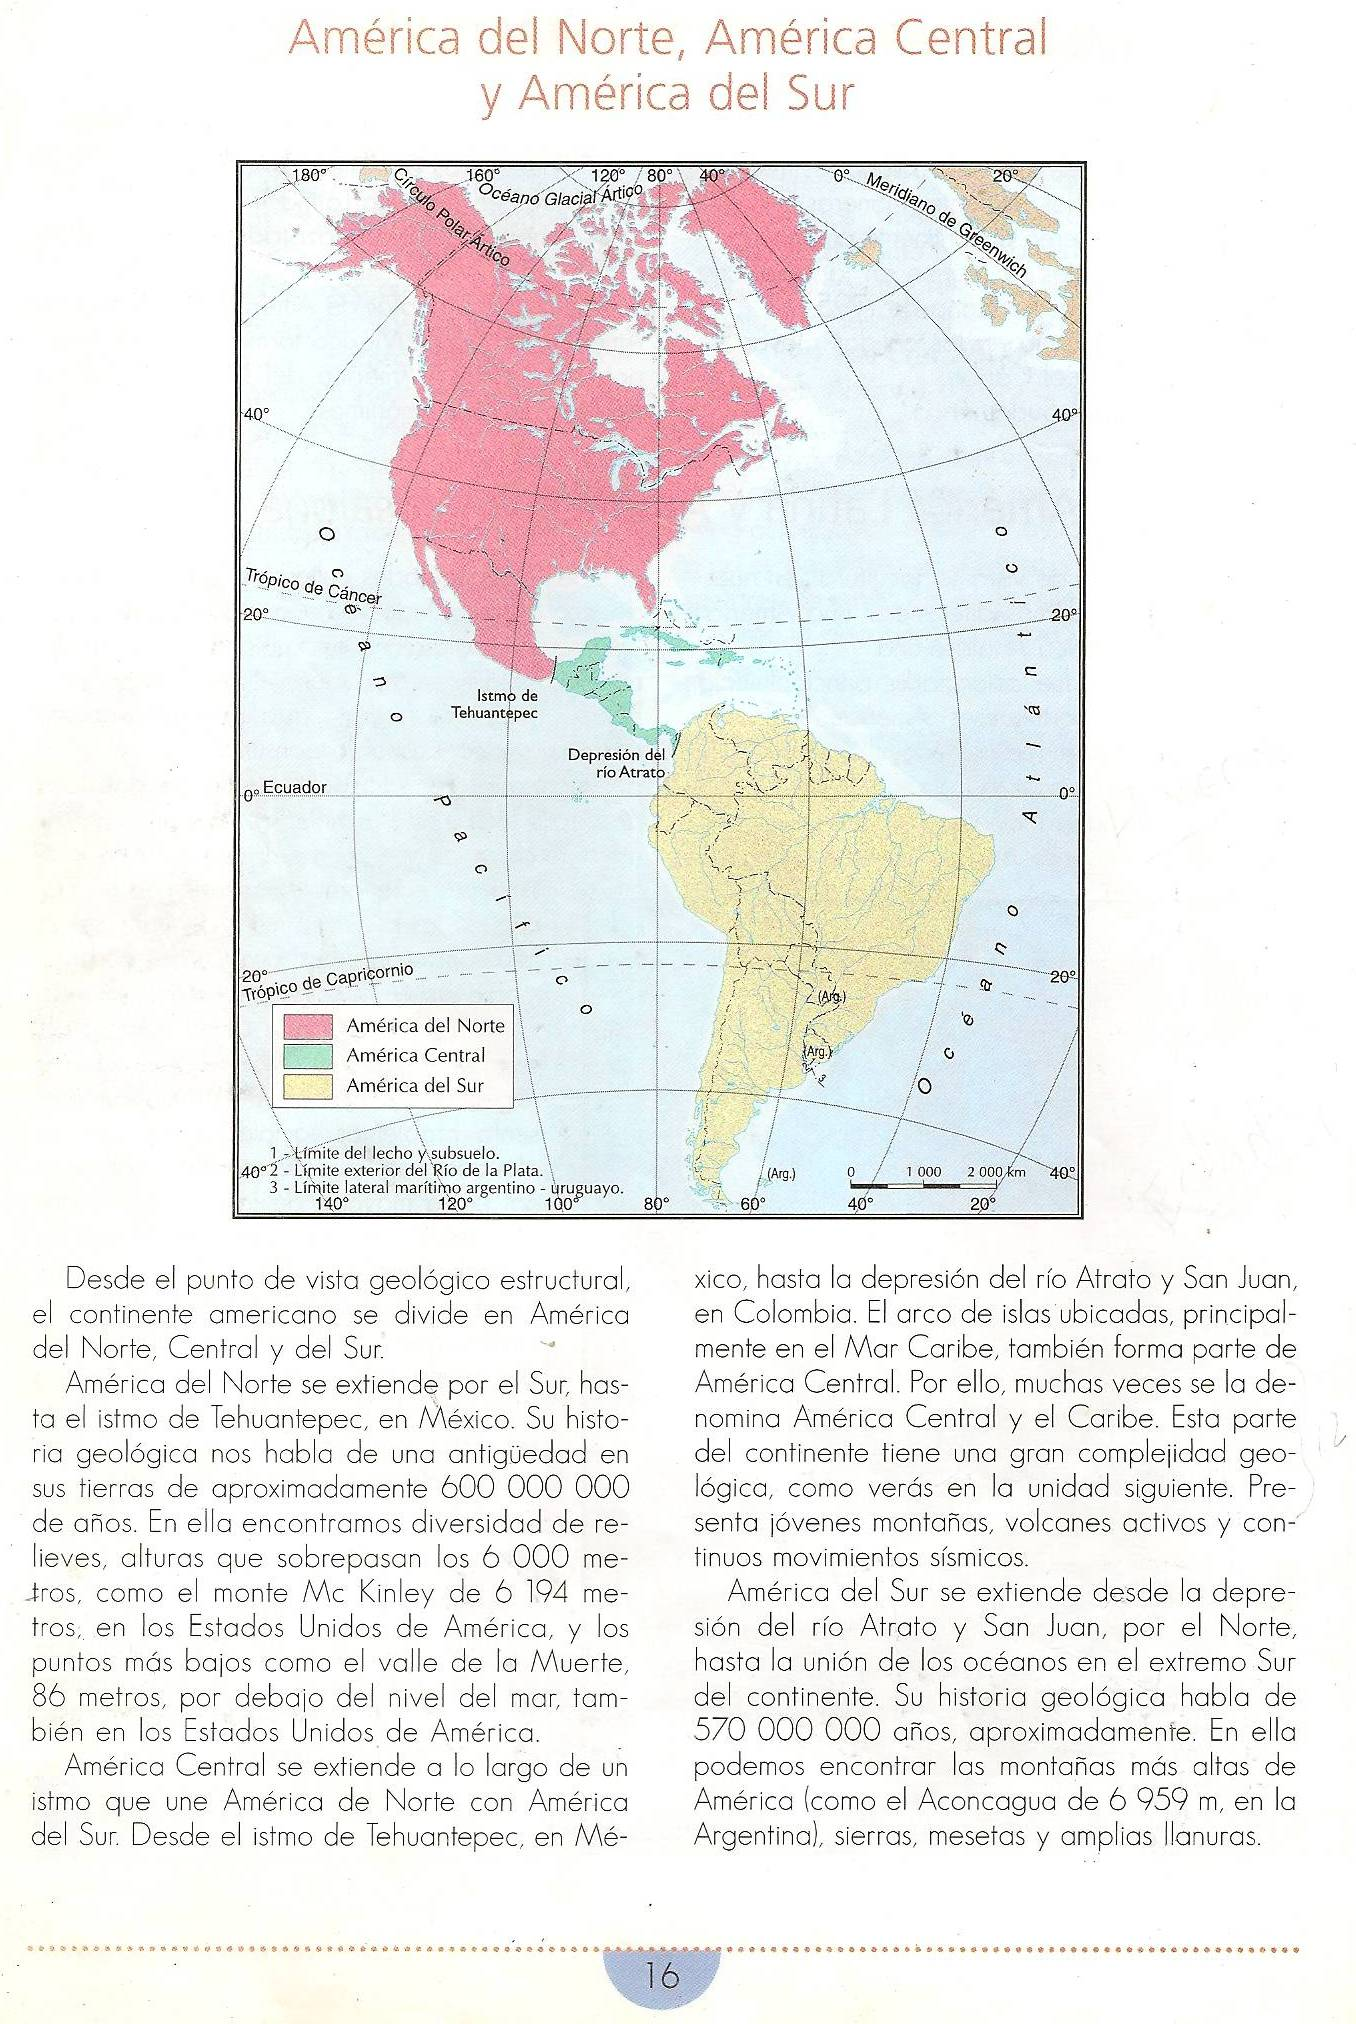 América del Norte, América Central
y América del Sur
180° 160° 120° 80° 40° 0° 20°
Círculo Polar Ártico
Océano Glacial Ártico
Meridiano de Greenwich
40° 40°
Océano Pacífico
Océano Atlántico
Trópico de Cáncer
20° 20°
Istmo de
Tehuantepec
Depresión del
río Atrato
0° Ecuador 0°
20° 20°
Trópico de Capricornio
2 (Arg.)
(Arg.)
3
América del Norte
América Central
América del Sur
1 - Límite del lecho y subsuelo.
40° 2 - Límite exterior del Río de la Plata. (Arg.) 0 1 000 2 000 km 40°
3 - Límite lateral marítimo argentino - uruguayo.
140° 120° 100° 80° 60° 40° 20°
Desde el punto de vista geológico estructural,
el continente americano se divide en América
del Norte, Central y del Sur.
América del Norte se extiende por el Sur, has-
ta el istmo de Tehuantepec, en México. Su histo-
ria geológica nos habla de una antigüedad en
sus tierras de aproximadamente 600 000 000
de años. En ella encontramos diversidad de re-
lieves, alturas que sobrepasan los 6 000 me-
tros, como el monte Mc Kinley de 6 194 me-
tros, en los Estados Unidos de América, y los
puntos más bajos como el valle de la Muerte,
86 metros, por debajo del nivel del mar, tam-
bién en los Estados Unidos de América.
América Central se extiende a lo largo de un
istmo que une América de Norte con América
del Sur. Desde el istmo de Tehuantepec, en Mé-
xico, hasta la depresión del río Atrato y San Juan,
en Colombia. El arco de islas ubicadas, principal-
mente en el Mar Caribe, también forma parte de
América Central. Por ello, muchas veces se la de-
nomina América Central y el Caribe. Esta parte
del continente tiene una gran complejidad geo-
lógica, como verás en la unidad siguiente. Pre-
senta jóvenes montañas, volcanes activos y con-
tinuos movimientos sísmicos.
América del Sur se extiende desde la depre-
sión del río Atrato y San Juan, por el Norte,
hasta la unión de los océanos en el extremo Sur
del continente. Su historia geológica habla de
570 000 000 años, aproximadamente. En ella
podemos encontrar las montañas más altas de
América (como el Aconcagua de 6 959 m, en la
Argentina), sierras, mesetas y amplias llanuras.
16